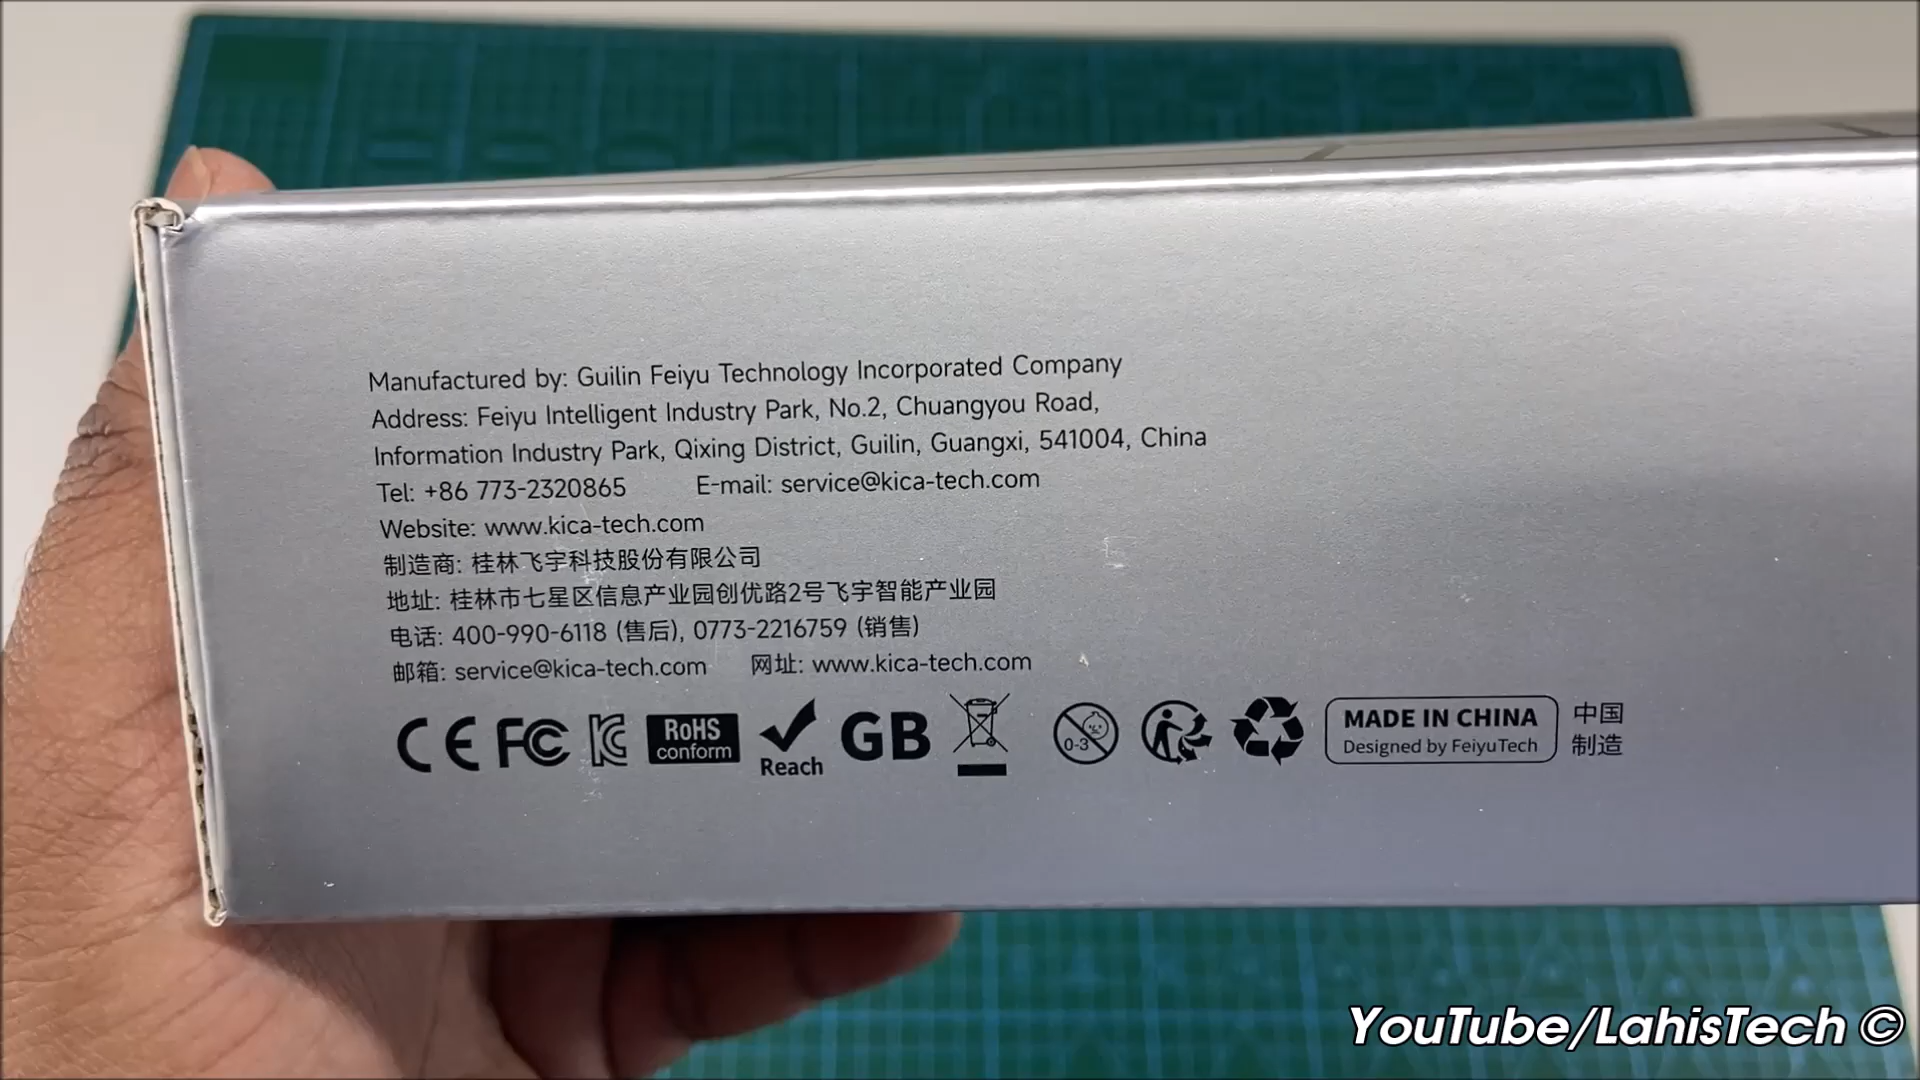 Manufactured by: Guilin Feiyu Technology Incorporated Company
Address: Feiyu Intelligent Industry Park, No.2, Chuangyou Road,
Information Industry Park, Qixing District, Guilin, Guangxi, 541004, China
Tel: +86 773-2320865 E-mail: service@kica-tech.com
Website: www.kica-tech.com
制造商: 桂林飞宇科技股份有限公司
地址: 桂林市七星区信息产业园创优路2号飞宇智能产业园
电话: 400-990-6118 (售后), 0773-2216759 (销售)
邮箱: service@kica-tech.com 网址: www.kica-tech.com
CE FC KC RoHS conform Reach GB 0-3 MADE IN CHINA Designed by FeiyuTech 中国制造
YouTube/LahisTech ©